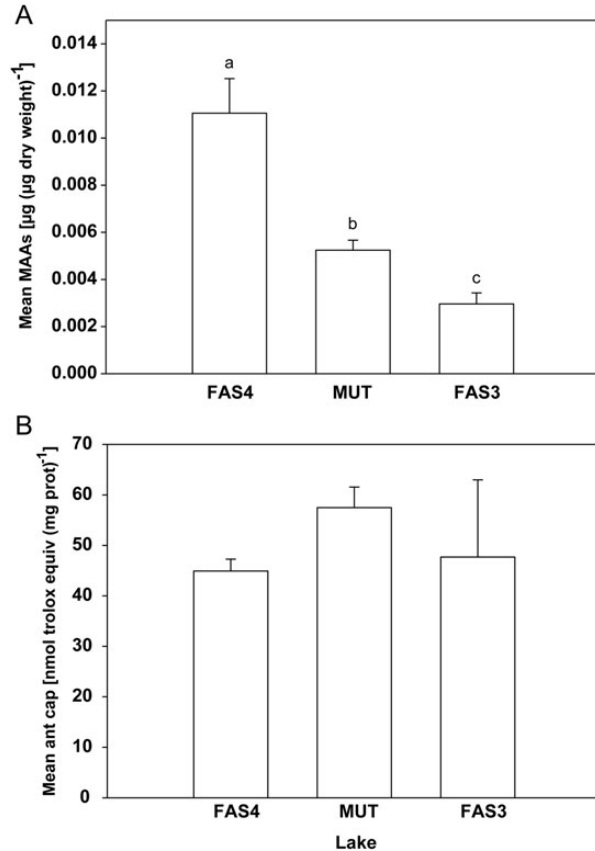 A
Mean MAAs [µg (µg dry weight)⁻¹]
0.014
0.012
0.010
0.008
0.006
0.004
0.002
0.000
a
b
c
FAS4 MUT FAS3
B
Mean ant cap [nmol trolox equiv (mg prot)⁻¹]
70
60
50
40
30
20
10
0
FAS4 MUT FAS3
Lake